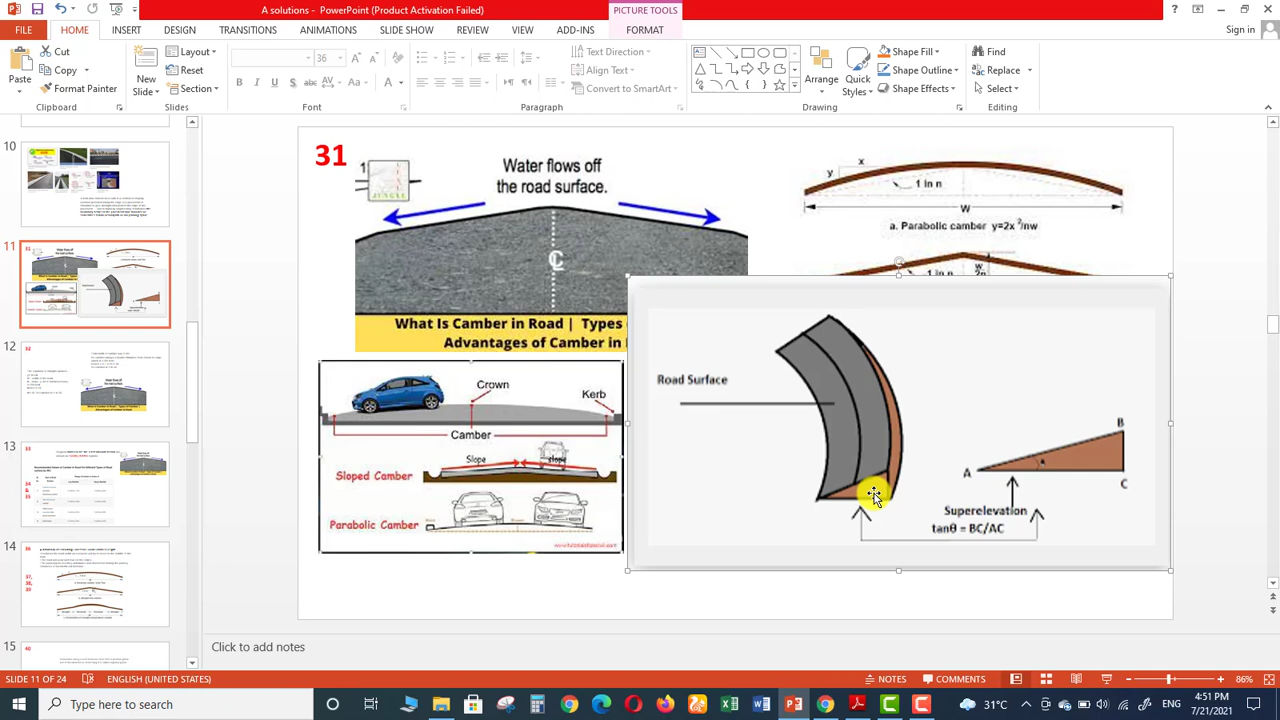 A solutions - PowerPoint (Product Activation Failed)
PICTURE TOOLS
FILE
HOME
INSERT
DESIGN
TRANSITIONS
ANIMATIONS
SLIDE SHOW
REVIEW
VIEW
ADD-INS
FORMAT
Sign in
Paste
Cut
Copy
Format Painter
Clipboard
New
Slide
Layout
Reset
Section
Slides
36
Font
Text Direction
Align Text
Convert to SmartArt
Paragraph
Arrange
Quick
Styles
Shape Fill
Shape Outline
Shape Effects
Drawing
Find
Replace
Select
Editing
10
11
12
13
14
15
31
Water flows off
the road surface.
What Is Camber in Road | Types
Advantages of Camber in
x
y
1 in n
W
a. Parabolic camber y=2x²/nw
1 in n
Crown
Kerb
Camber
Slope
Slope
Sloped Camber
Parabolic Camber
Road Surface
A
B
C
Superelevation
tanθ = BC/AC
Click to add notes
SLIDE 11 OF 24
ENGLISH (UNITED STATES)
NOTES
COMMENTS
86%
Type here to search
31°C
4:51 PM
7/21/2021